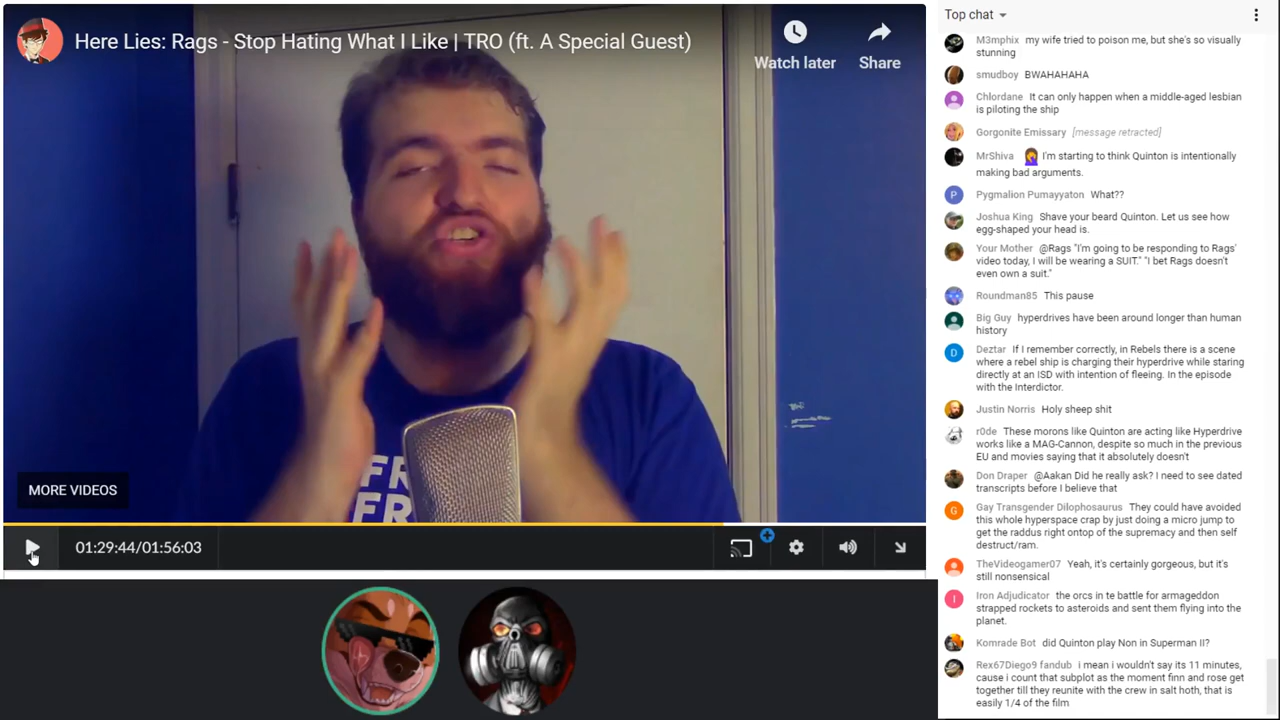 Here Lies: Rags - Stop Hating What I Like | TRO (ft. A Special Guest)
Watch later
Share
FR
FR
MORE VIDEOS
01:29:44/01:56:03
Top chat
M3mphix my wife tried to poison me, but she's so visually
stunning
smudboy BWAHAHAHA
Chlordane It can only happen when a middle-aged lesbian
is piloting the ship
Gorgonite Emissary [message retracted]
MrShiva 🤦‍♀️ I'm starting to think Quinton is intentionally
making bad arguments.
P
Pygmalion Pumayyaton What??
Joshua King Shave your beard Quinton. Let us see how
egg-shaped your head is.
Your Mother @Rags "I'm going to be responding to Rags'
video today, I will be wearing a SUIT." "I bet Rags doesn't
even own a suit."
Roundman85 This pause
Big Guy hyperdrives have been around longer than human
history
D
Deztar If I remember correctly, in Rebels there is a scene
where a rebel ship is charging their hyperdrive while staring
directly at an ISD with intention of fleeing. In the episode
with the Interdictor.
Justin Norris Holy sheep shit
r0de These morons like Quinton are acting like Hyperdrive
works like a MAG-Cannon, despite so much in the previous
EU and movies saying that it absolutely doesn't
Don Draper @Aakan Did he really ask? I need to see dated
transcripts before I believe that
G
Gay Transgender Dilophosaurus They could have avoided
this whole hyperspace crap by just doing a micro jump to
get the raddus right ontop of the supremacy and then self
destruct/ram.
TheVideogamer07 Yeah, it's certainly gorgeous, but it's
still nonsensical
I
Iron Adjudicator the orcs in te battle for armageddon
strapped rockets to asteroids and sent them flying into the
planet.
Komrade Bot did Quinton play Non in Superman II?
Rex67Diego9 fandub i mean i wouldn't say its 11 minutes,
cause i count that subplot as the moment finn and rose get
together till they reunite with the crew in salt hoth, that is
easily 1/4 of the film